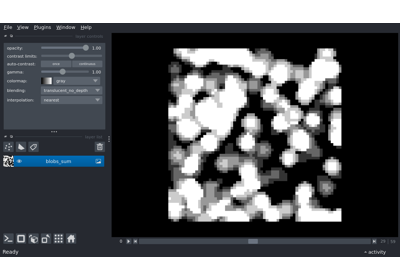 File View Plugins Window Help
opacity: 1.00
contrast limits:
auto-contrast: once continuous
gamma: 1.00
colormap: gray
blending: translucent_no_depth
interpolation: nearest
blobs_sum
Ready
activity